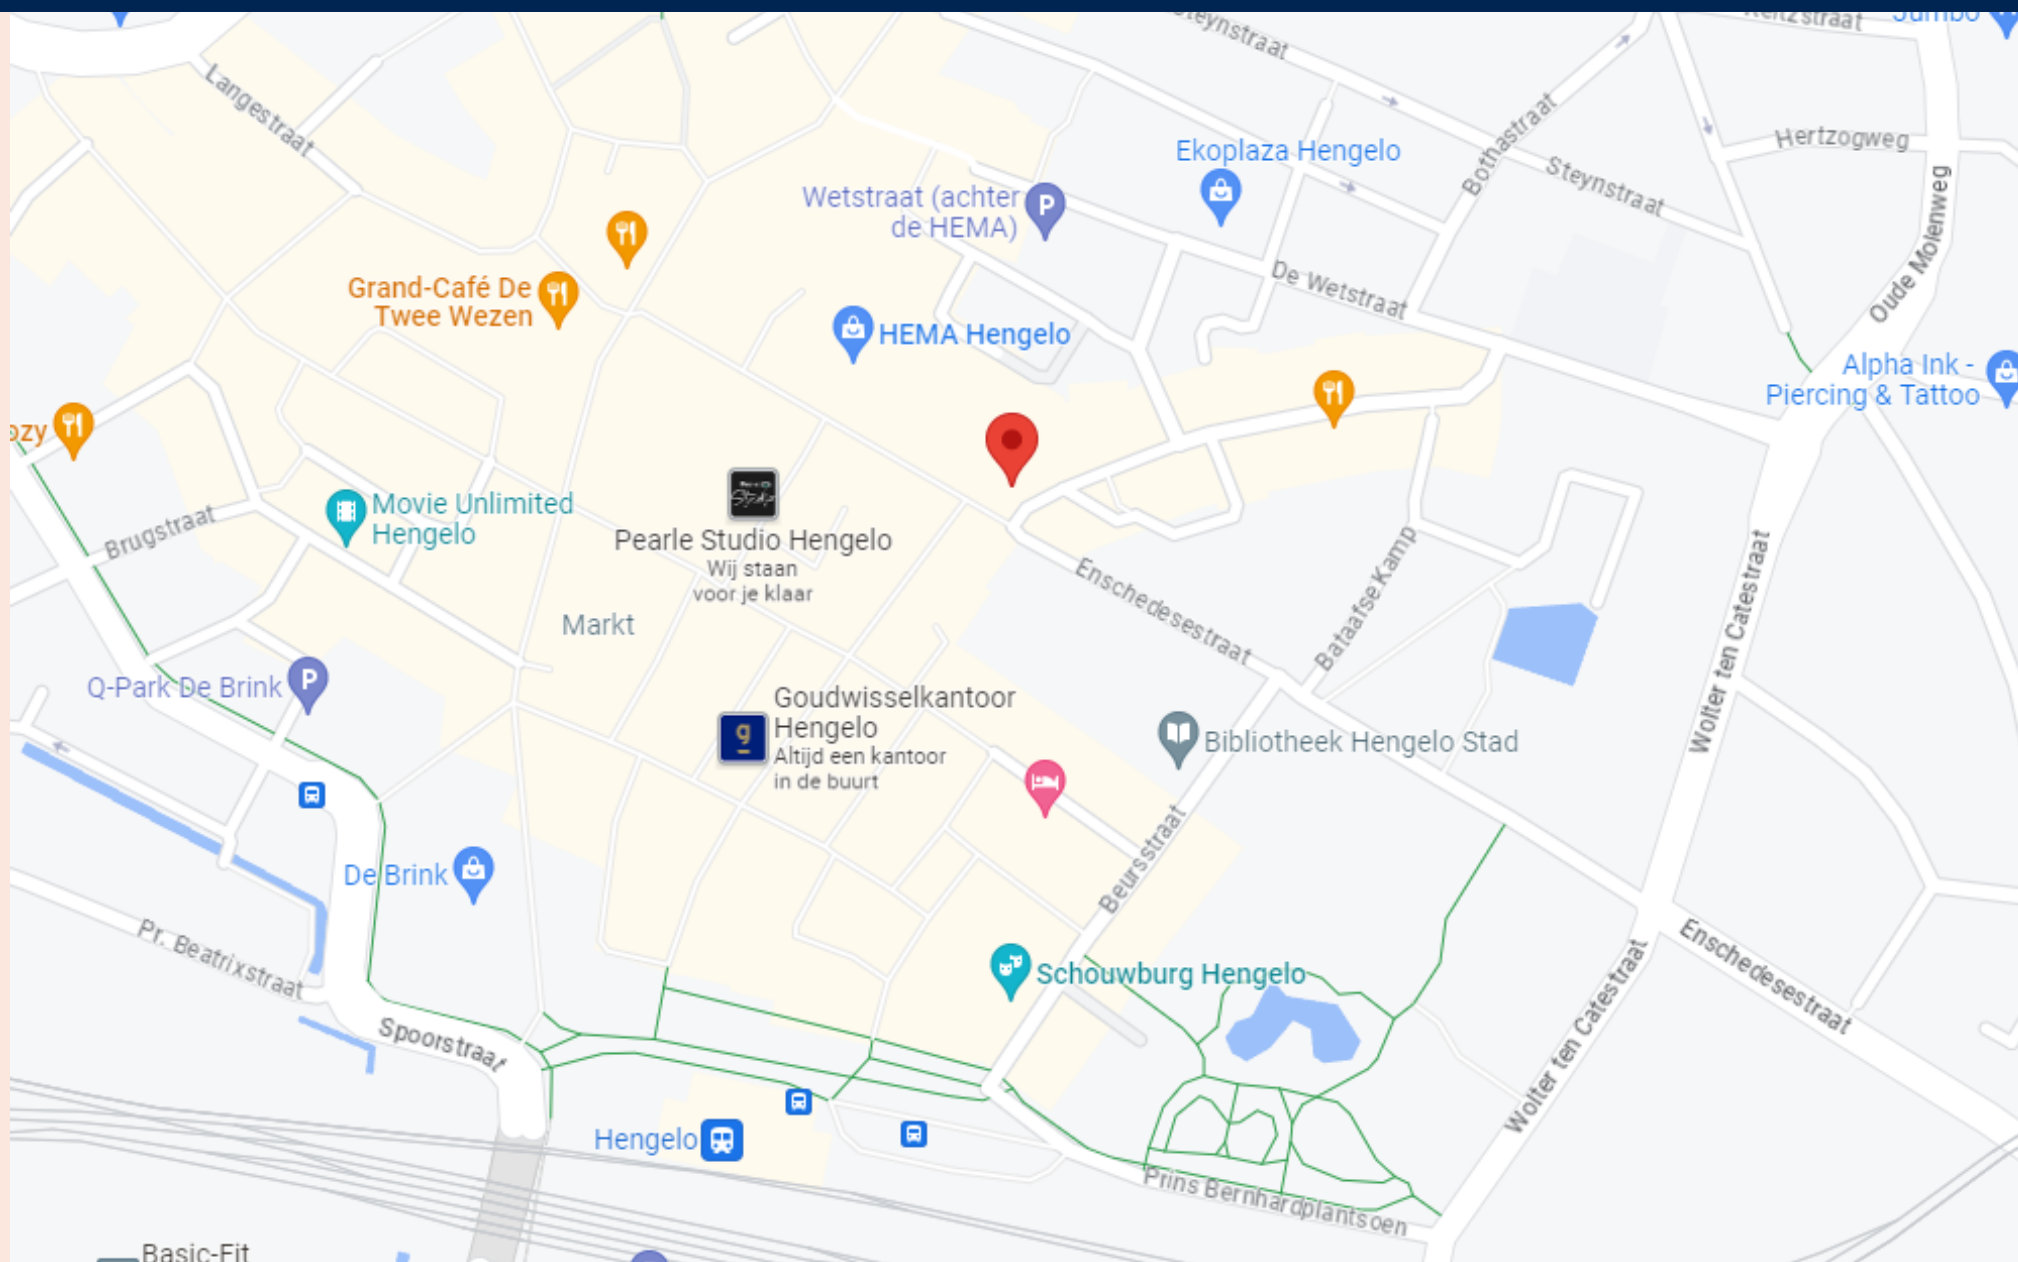 Steynstraat
Reitzstraat
Jumbo
Langestraat
Ekoplaza Hengelo
Bothastraat
Hertzogweg
Steynstraat
Wetstraat (achter
de HEMA)
Oude Molenweg
De Wetstraat
Grand-Café De
Twee Wezen
HEMA Hengelo
Alpha Ink -
Piercing & Tattoo
ozy
Movie Unlimited
Hengelo
Brugstraat
Pearle Studio Hengelo
Wij staan
voor je klaar
Enschedesestraat
Bataafse Kamp
Wolter ten Catestraat
Markt
Q-Park De Brink
Goudwisselkantoor
Hengelo
Altijd een kantoor
in de buurt
Bibliotheek Hengelo Stad
Beursstraat
De Brink
Pr. Beatrixstraat
Schouwburg Hengelo
Enschedesestraat
Wolter ten Catestraat
Spoorstraat
Hengelo
Prins Bernhardplantsoen
Basic-Fit